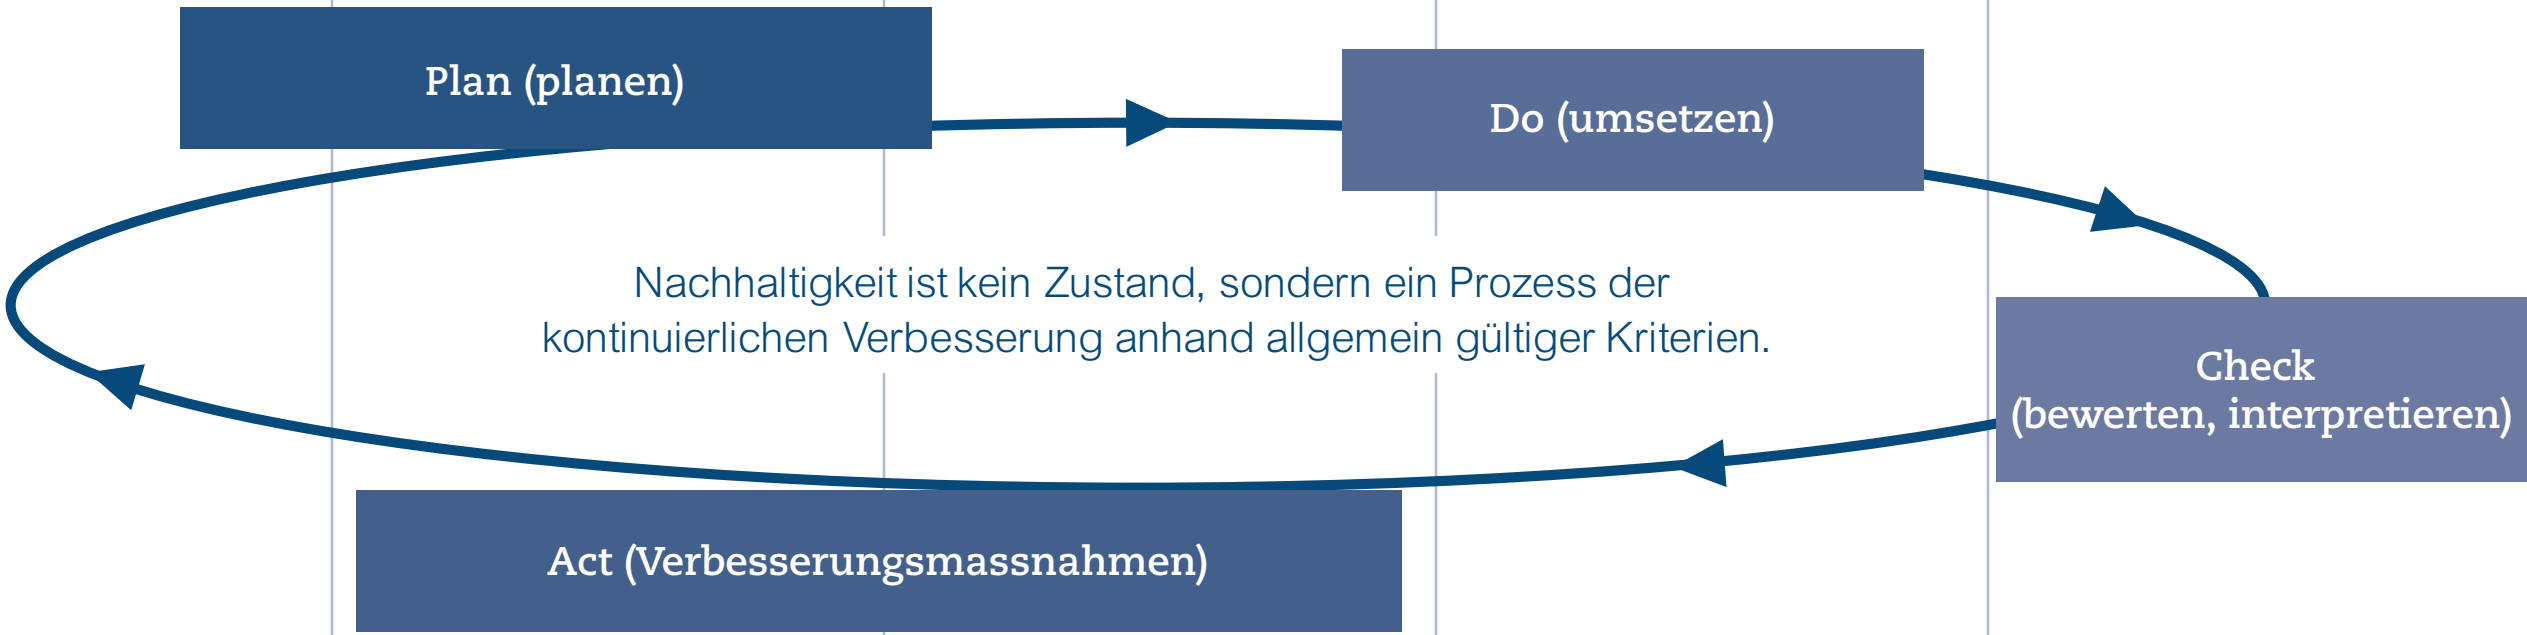 Plan (planen)
Do (umsetzen)
Nachhaltigkeit ist kein Zustand, sondern ein Prozess der
kontinuierlichen Verbesserung anhand allgemein gültiger Kriterien.
Check
(bewerten, interpretieren)
Act (Verbesserungsmassnahmen)